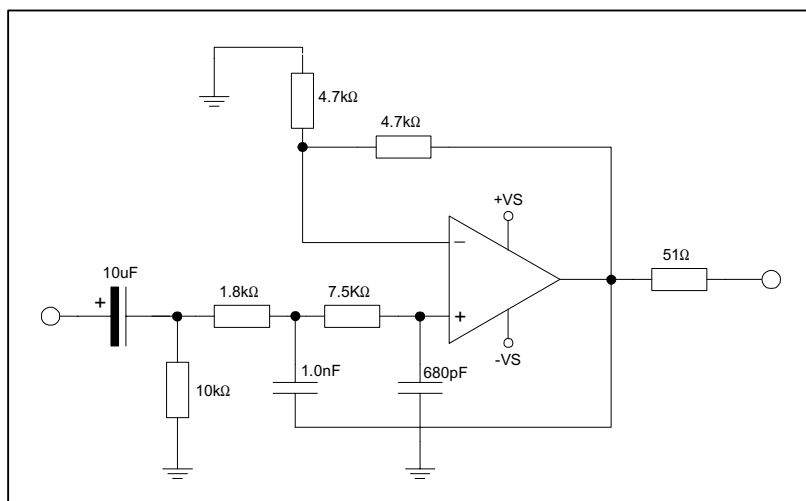 4.7kΩ
4.7kΩ
+VS
−
10uF
+
1.8kΩ
7.5KΩ
+
51Ω
-VS
10kΩ
1.0nF
680pF